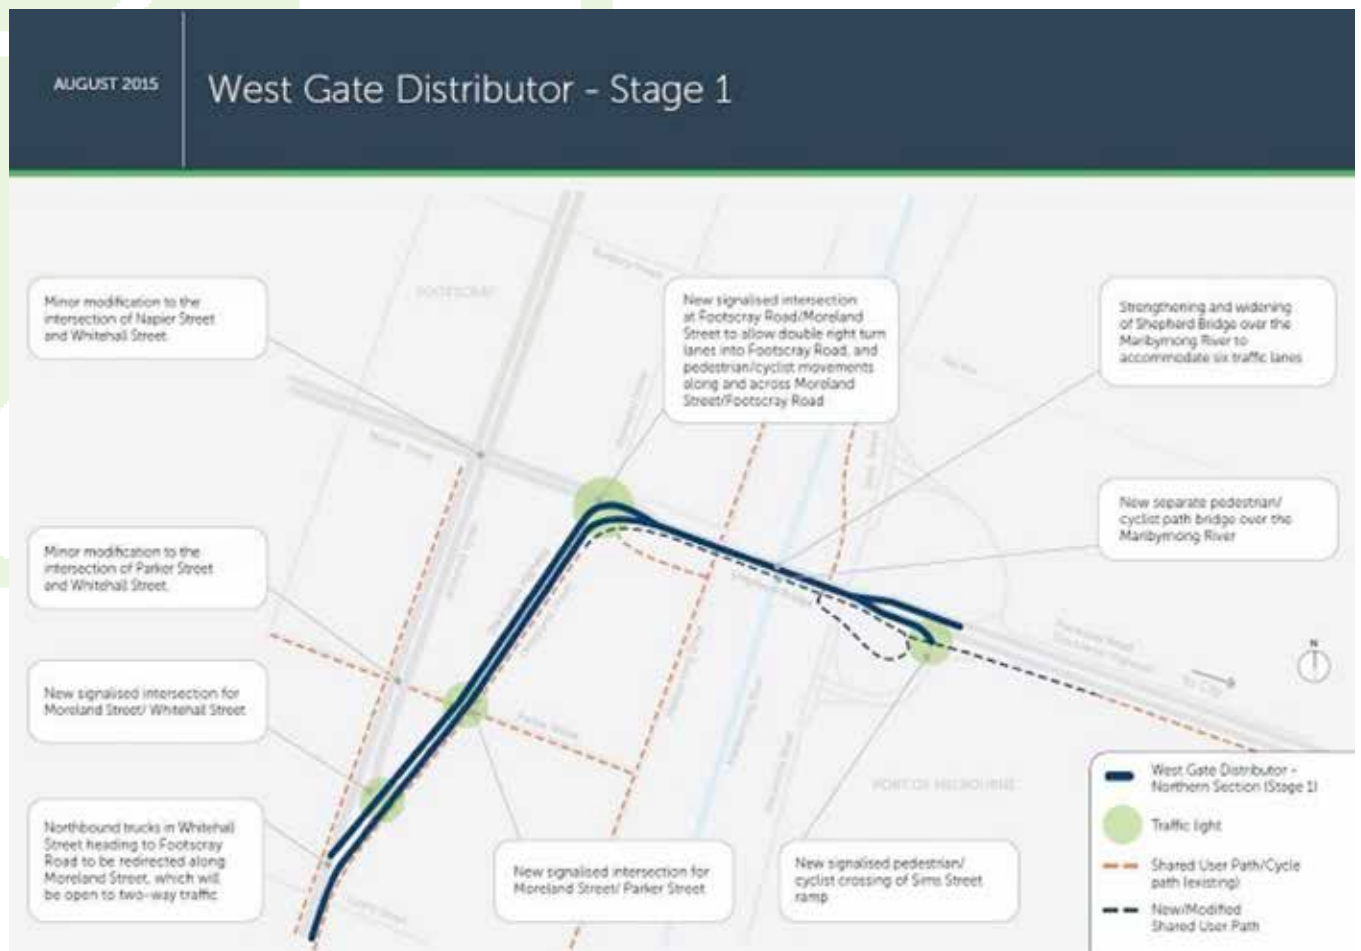 AUGUST 2015
West Gate Distributor - Stage 1
Minor modification to the
intersection of Napier Street
and Whitehall Street.
New signalised intersection
at Footscray Road/Moreland
Street to allow double right turn
lanes into Footscray Road, and
pedestrian/cyclist movements
along and across Moreland
Street/Footscray Road
Strengthening and widening
of Shepherd Bridge over the
Maribyrnong River to
accommodate six traffic lanes
New separate pedestrian/
cyclist path bridge over the
Maribyrnong River
Minor modification to the
intersection of Parker Street
and Whitehall Street.
New signalised intersection for
Moreland Street/ Whitehall Street
Northbound trucks in Whitehall
Street heading to Footscray
Road to be redirected along
Moreland Street, which will
be open to two-way traffic
New signalised intersection for
Moreland Street/ Parker Street
New signalised pedestrian/
cyclist crossing of Sims Street
ramp
FOOTSCRAY
Napier Street
Parker Street
PORT OF MELBOURNE
To CBD
N
West Gate Distributor -
Northern Section (Stage 1)
Traffic light
Shared User Path/Cycle
path (existing)
New/Modified
Shared User Path